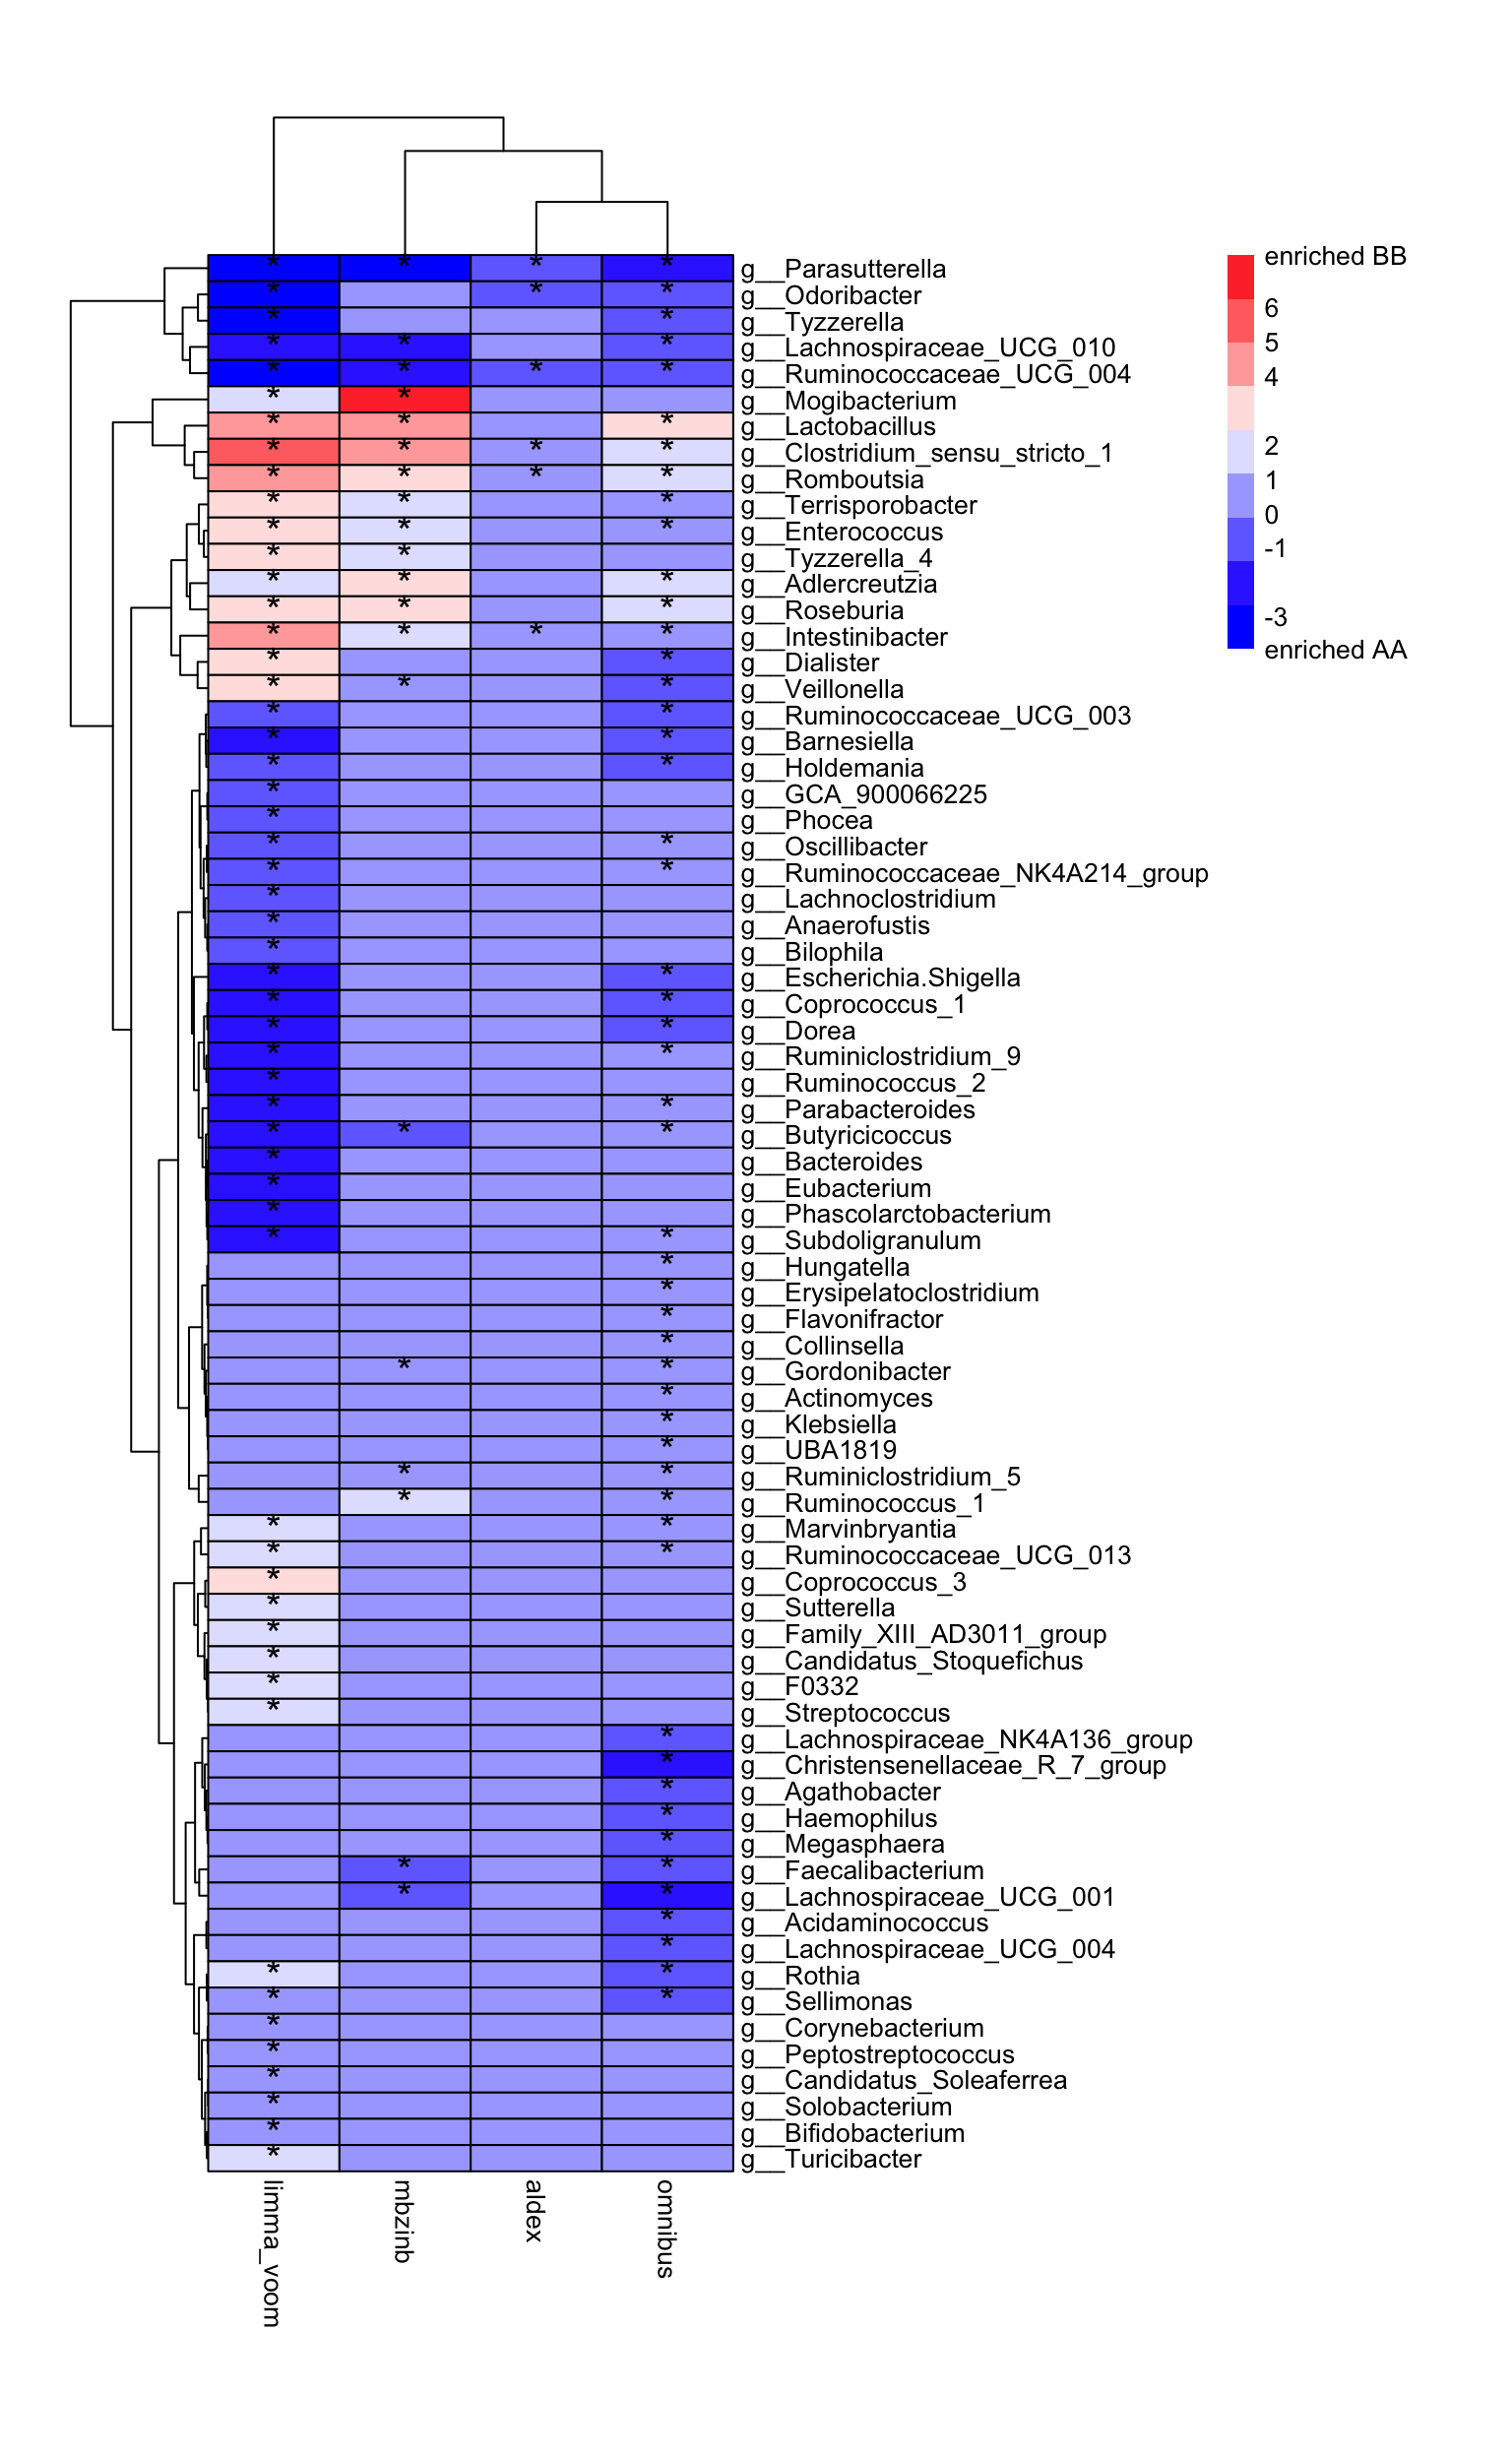 enriched BB
6
5
4
2
1
0
-1
-3
enriched AA
g__Parasutterella
g__Odoribacter
g__Tyzzerella
g__Lachnospiraceae_UCG_010
g__Ruminococcaceae_UCG_004
g__Mogibacterium
g__Lactobacillus
g__Clostridium_sensu_stricto_1
g__Romboutsia
g__Terrisporobacter
g__Enterococcus
g__Tyzzerella_4
g__Adlercreutzia
g__Roseburia
g__Intestinibacter
g__Dialister
g__Veillonella
g__Ruminococcaceae_UCG_003
g__Barnesiella
g__Holdemania
g__GCA_900066225
g__Phocea
g__Oscillibacter
g__Ruminococcaceae_NK4A214_group
g__Lachnoclostridium
g__Anaerofustis
g__Bilophila
g__Escherichia.Shigella
g__Coprococcus_1
g__Dorea
g__Ruminiclostridium_9
g__Ruminococcus_2
g__Parabacteroides
g__Butyricicoccus
g__Bacteroides
g__Eubacterium
g__Phascolarctobacterium
g__Subdoligranulum
g__Hungatella
g__Erysipelatoclostridium
g__Flavonifractor
g__Collinsella
g__Gordonibacter
g__Actinomyces
g__Klebsiella
g__UBA1819
g__Ruminiclostridium_5
g__Ruminococcus_1
g__Marvinbryantia
g__Ruminococcaceae_UCG_013
g__Coprococcus_3
g__Sutterella
g__Family_XIII_AD3011_group
g__Candidatus_Stoquefichus
g__F0332
g__Streptococcus
g__Lachnospiraceae_NK4A136_group
g__Christensenellaceae_R_7_group
g__Agathobacter
g__Haemophilus
g__Megasphaera
g__Faecalibacterium
g__Lachnospiraceae_UCG_001
g__Acidaminococcus
g__Lachnospiraceae_UCG_004
g__Rothia
g__Sellimonas
g__Corynebacterium
g__Peptostreptococcus
g__Candidatus_Soleaferrea
g__Solobacterium
g__Bifidobacterium
g__Turicibacter
limma_voom
mbzinb
aldex
omnibus